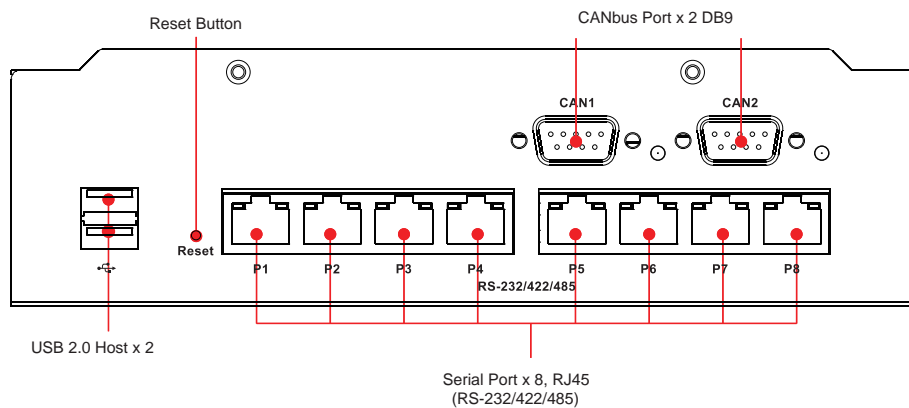 Reset Button
CANbus Port x 2 DB9
CAN1
CAN2
Reset
P1
P2
P3
P4
P5
P6
P7
P8
RS-232/422/485
USB 2.0 Host x 2
Serial Port x 8, RJ45
(RS-232/422/485)